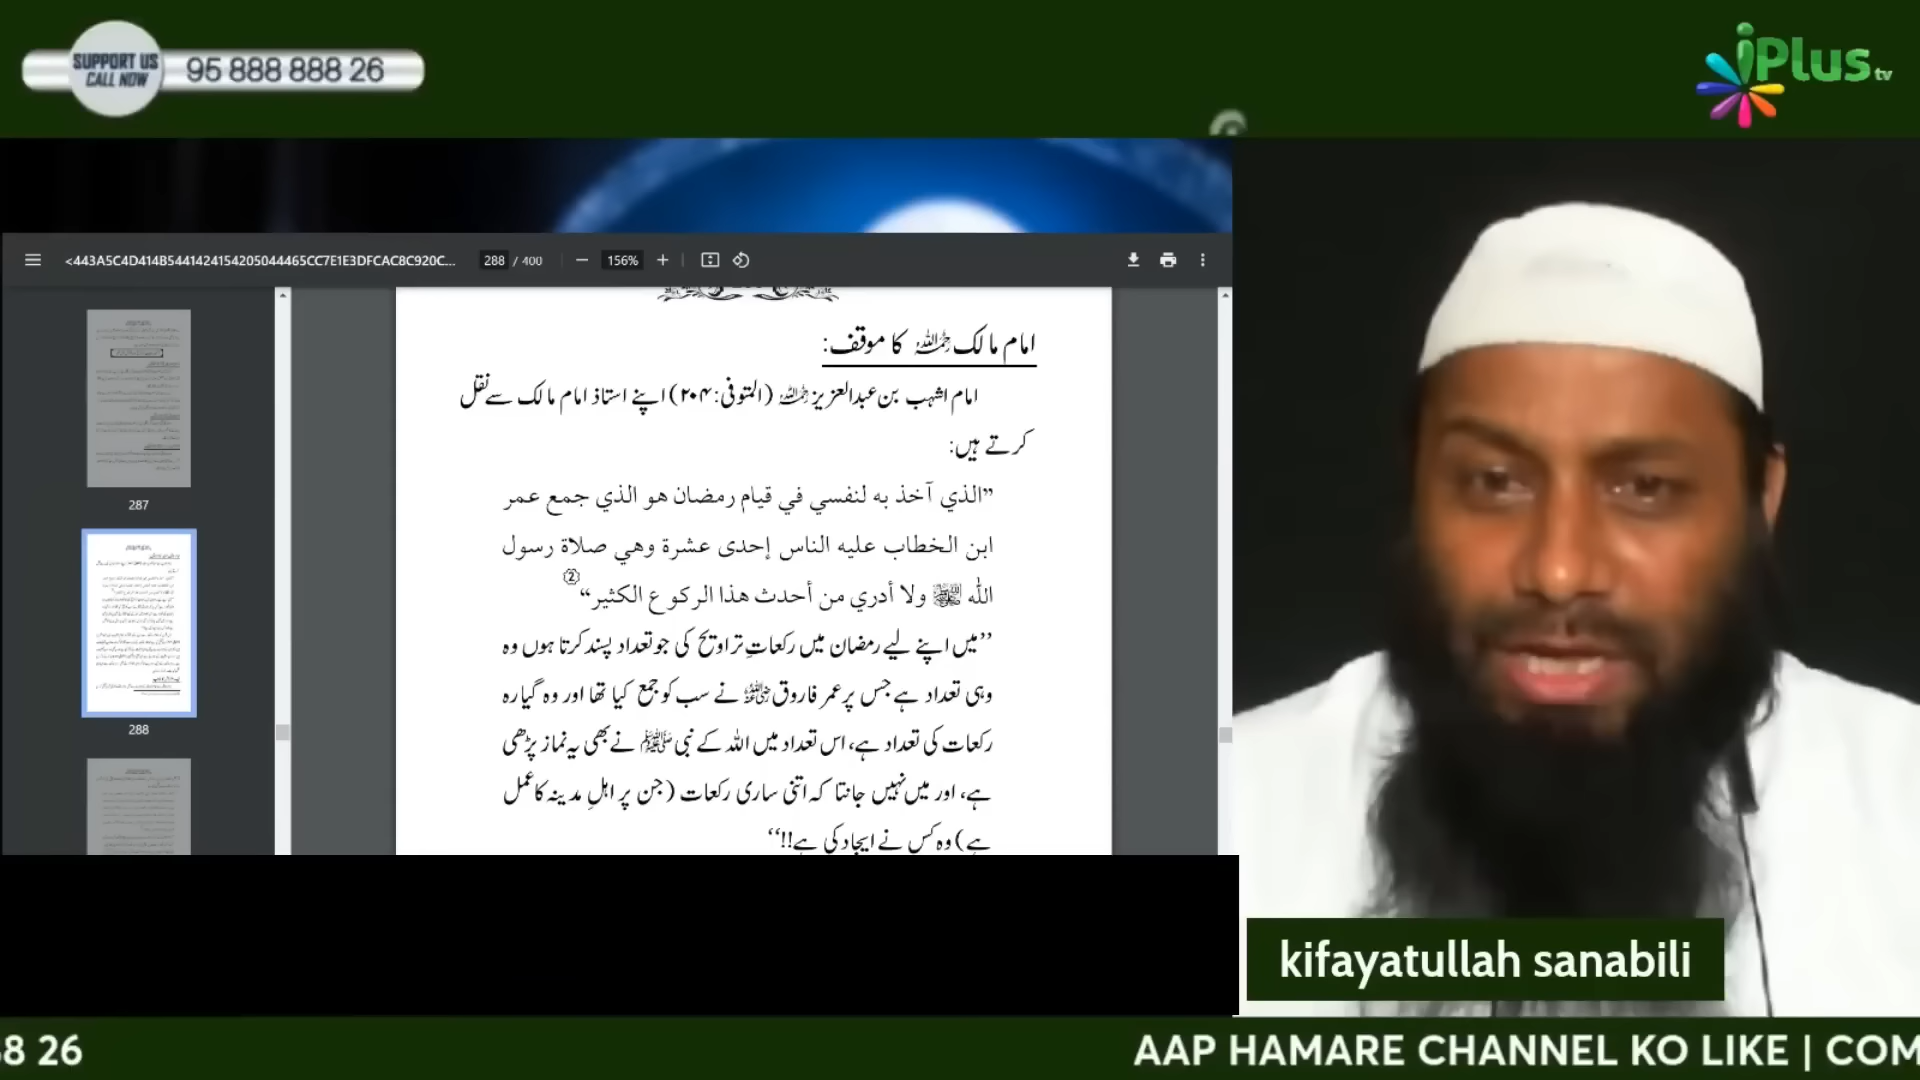 SUPPORT US
CALL NOW
95 888 888 26
iPlus tv
<443A5C4D414B5441424154205044465CC7E1E3DFCAC8C920C...
288 / 400
156%
287
288
امام مالک رحمہ اللہ کا موقف:
امام اشہب بن عبدالعزیز رحمہ اللہ (المتوفی: ۲۰۴) اپنے استاذ امام مالک سے نقل
کرتے ہیں:
”الذي آخذ به لنفسي في قيام رمضان هو الذي جمع عمر
ابن الخطاب عليه الناس إحدى عشرة وهي صلاة رسول
الله ﷺ ولا أدري من أحدث هذا الركوع الكثير“ ②
’’میں اپنے لیے رمضان میں رکعاتِ تراویح کی جو تعداد پسند کرتا ہوں وہ
وہی تعداد ہے جس پر عمر فاروق رضی اللہ عنہ نے سب کو جمع کیا تھا اور وہ گیارہ
رکعات کی تعداد ہے، اس تعداد میں اللہ کے نبی ﷺ نے بھی یہ نماز پڑھی
ہے، اور میں نہیں جانتا کہ اتنی ساری رکعات (جن پر اہلِ مدینہ کا عمل
ہے) وہ کس نے ایجاد کی ہے!!‘‘
kifayatullah sanabili
8 26
AAP HAMARE CHANNEL KO LIKE | COM